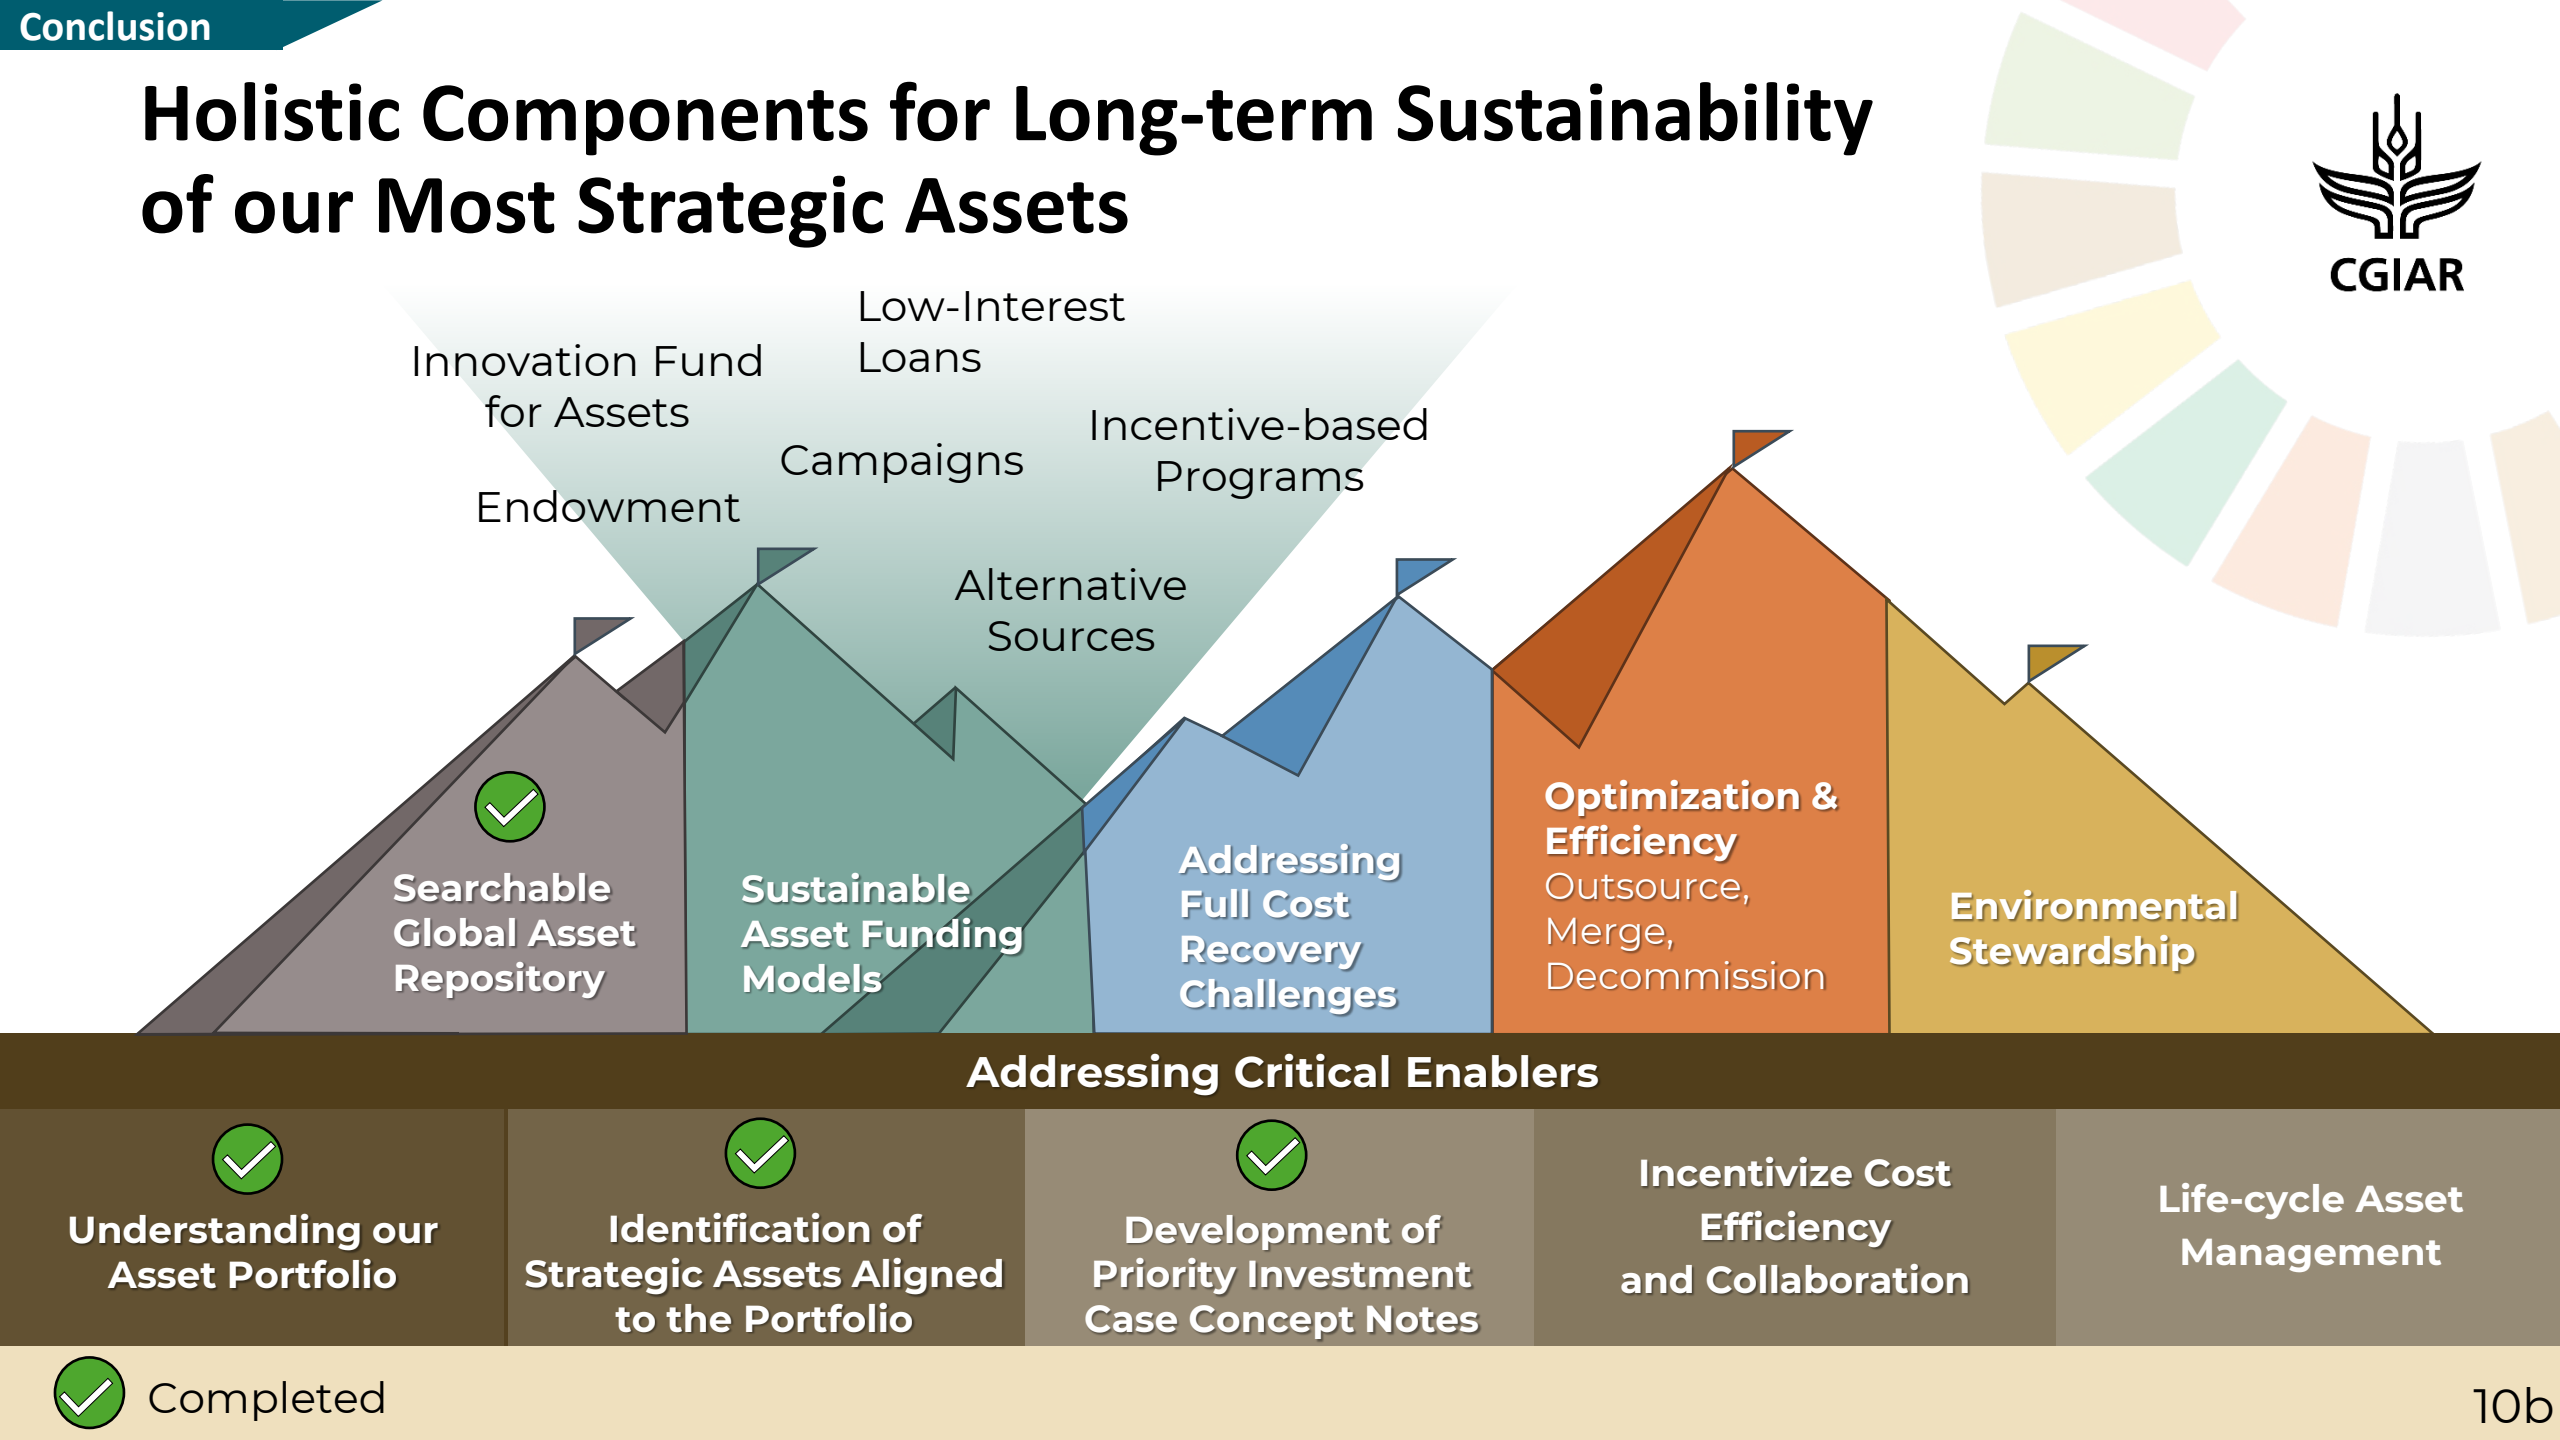 Conclusion
Holistic Components for Long-term Sustainability
of our Most Strategic Assets
CGIAR
Low-Interest
Loans
Innovation Fund
for Assets
Incentive-based
Programs
Campaigns
Endowment
Alternative
Sources
Searchable
Global Asset
Repository
Sustainable
Asset Funding
Models
Addressing
Full Cost
Recovery
Challenges
Optimization &
Efficiency
Outsource,
Merge,
Decommission
Environmental
Stewardship
Addressing Critical Enablers
Understanding our
Asset Portfolio
Identification of
Strategic Assets Aligned
to the Portfolio
Development of
Priority Investment
Case Concept Notes
Incentivize Cost
Efficiency
and Collaboration
Life-cycle Asset
Management
Completed
10b